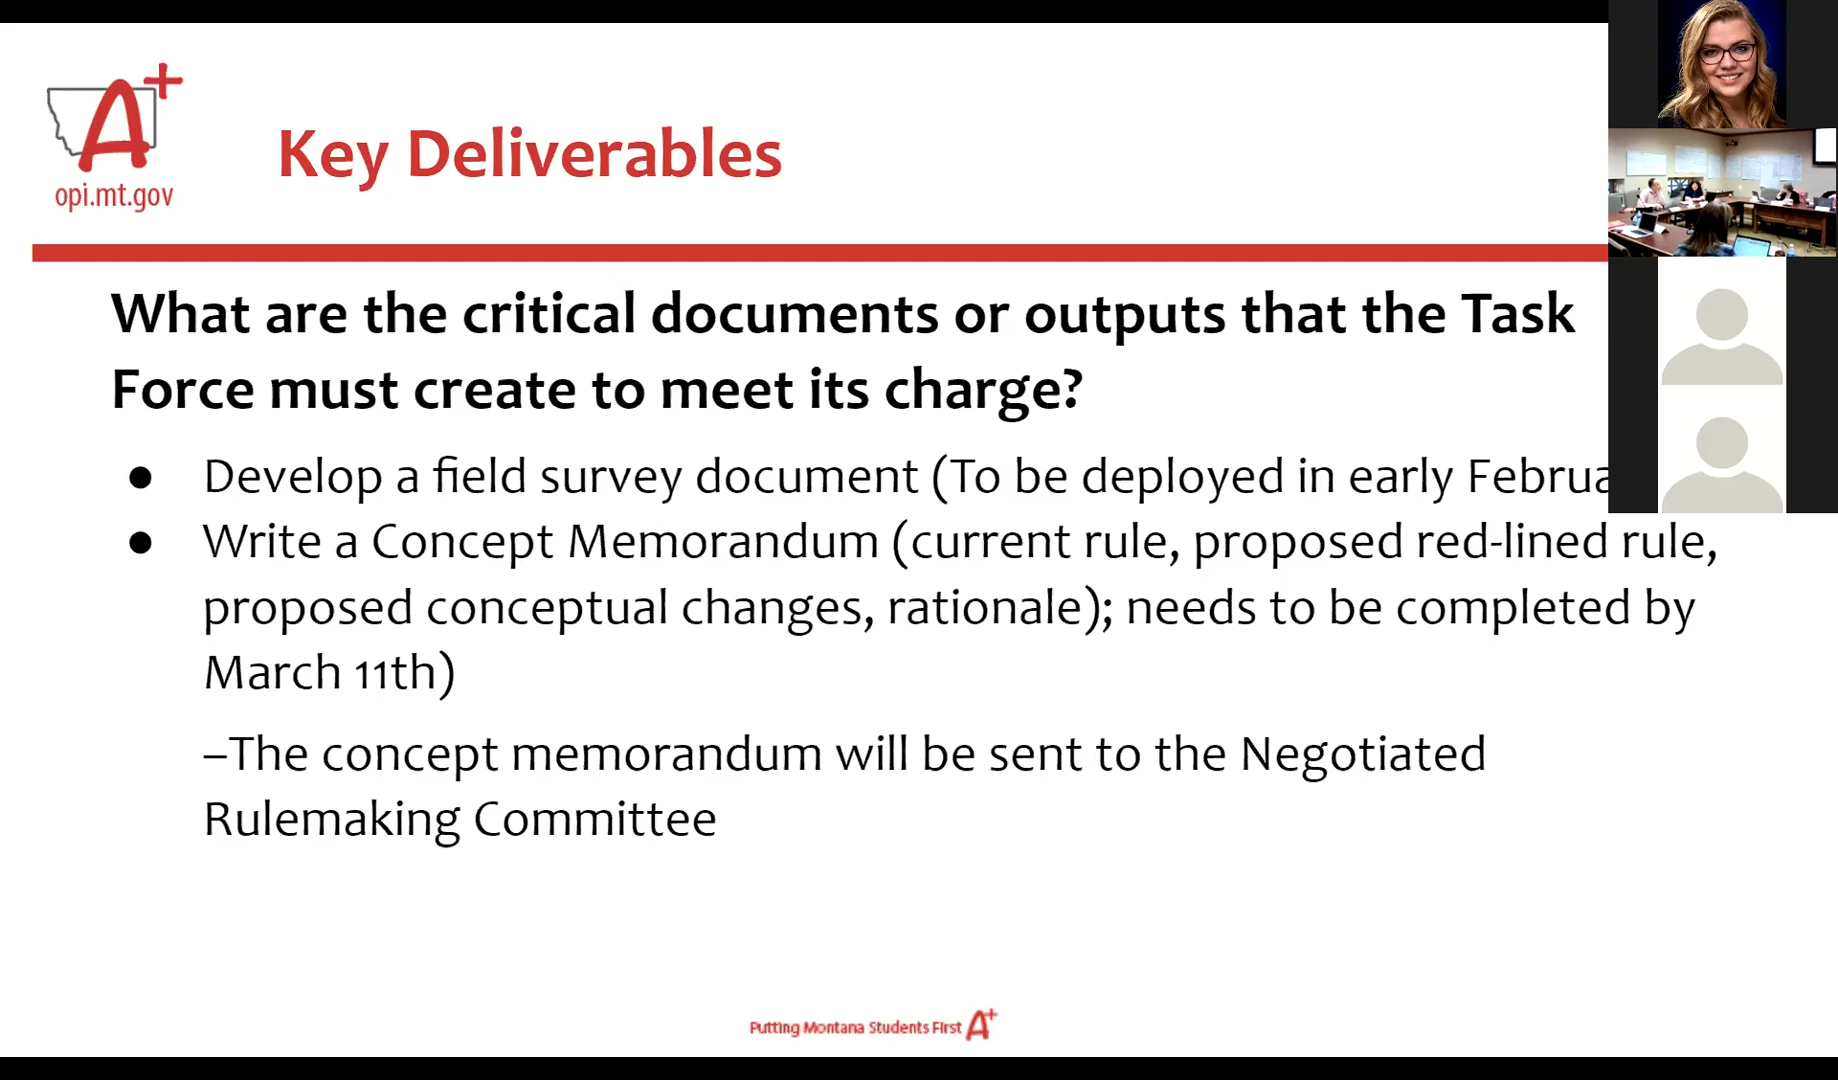 A+
opi.mt.gov
Key Deliverables
What are the critical documents or outputs that the Task
Force must create to meet its charge?
● Develop a field survey document (To be deployed in early Februa
● Write a Concept Memorandum (current rule, proposed red-lined rule,
proposed conceptual changes, rationale); needs to be completed by
March 11th)
–The concept memorandum will be sent to the Negotiated
Rulemaking Committee
Putting Montana Students First A+